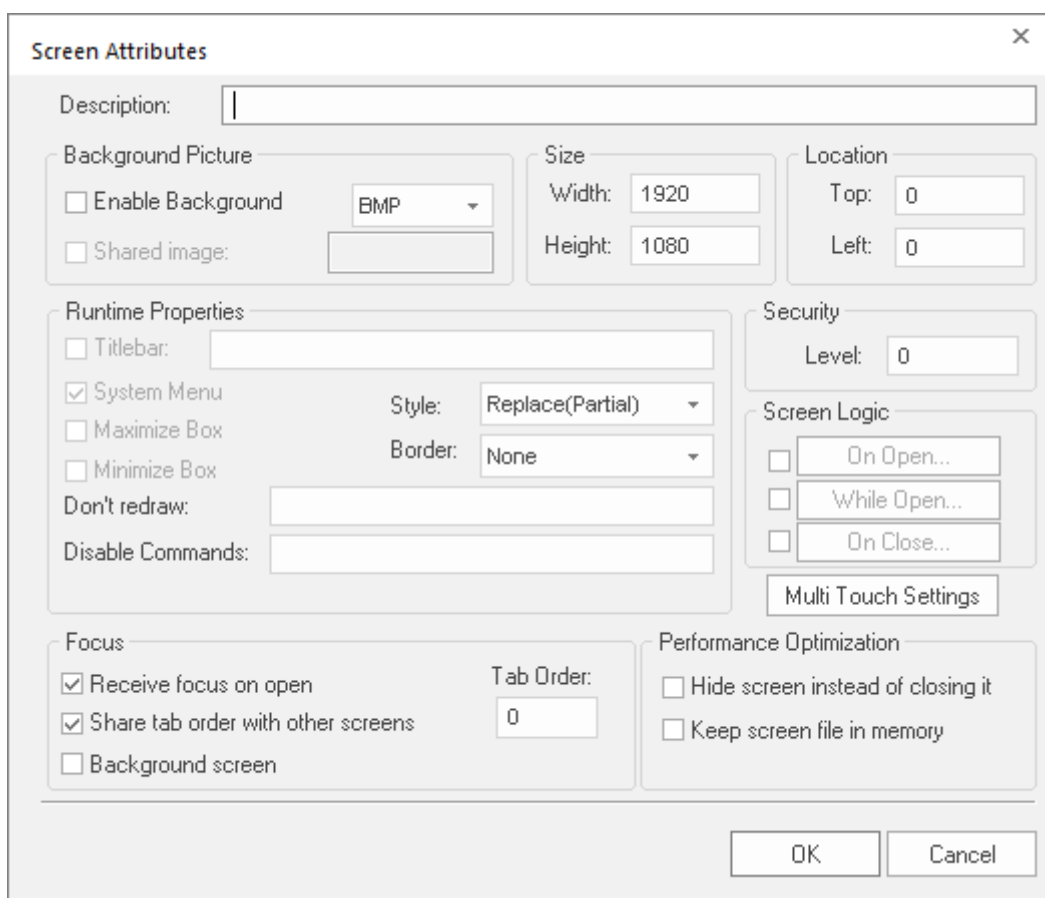 Screen Attributes
Description:
Background Picture
Enable Background
BMP
Shared image:
Size
Width: 1920
Height: 1080
Location
Top: 0
Left: 0
Runtime Properties
Titlebar:
System Menu
Maximize Box
Minimize Box
Style: Replace(Partial)
Border: None
Don't redraw:
Disable Commands:
Security
Level: 0
Screen Logic
On Open...
While Open...
On Close...
Multi Touch Settings
Focus
Receive focus on open
Share tab order with other screens
Background screen
Tab Order:
0
Performance Optimization
Hide screen instead of closing it
Keep screen file in memory
OK
Cancel